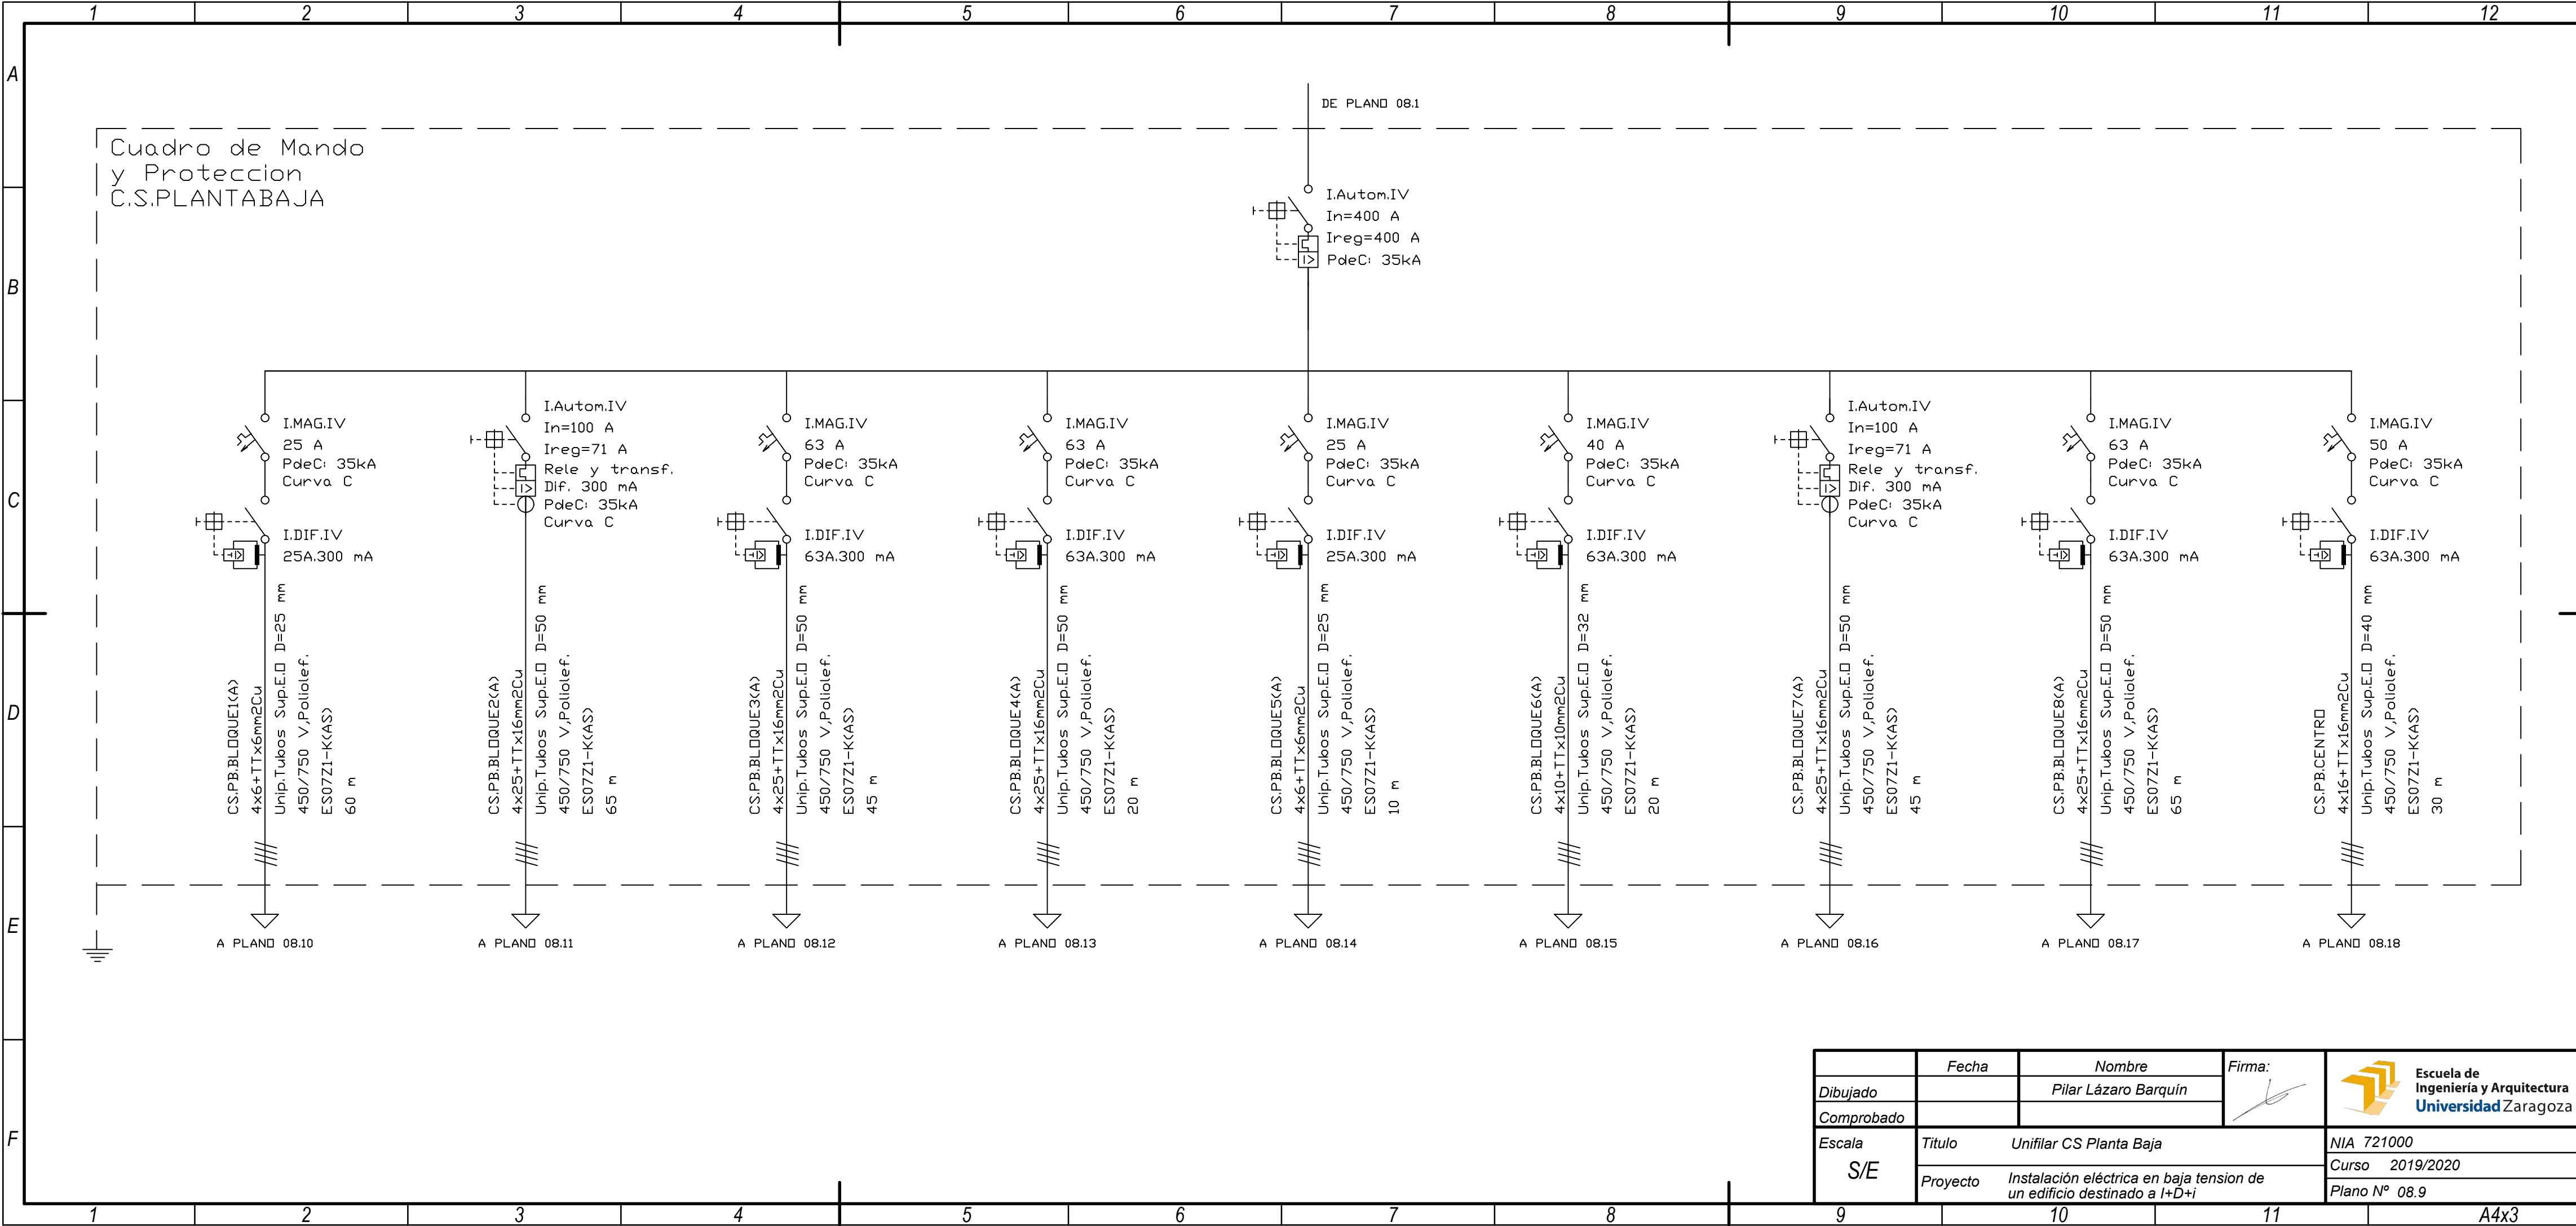 1 2 3 4 5 6 7 8 9 10 11 12
A
B
C
D
E
F
DE PLANO 08.1
Cuadro de Mando
y Proteccion
C.S.PLANTABAJA
I.Autom.IV
In=400 A
Ireg=400 A
PdeC: 35kA
I.MAG.IV
25 A
PdeC: 35kA
Curva C
I.DIF.IV
25A.300 mA
CS.P.B.BLOQUE1(A)
4x6+TTx6mm2Cu
Unip.Tubos Sup.E.O D=25 mm
450/750 V,Poliolef.
ES07Z1-K(AS)
60 m
A PLANO 08.10
I.Autom.IV
In=100 A
Ireg=71 A
Rele y transf.
Dif. 300 mA
PdeC: 35kA
Curva C
CS.P.B.BLOQUE2(A)
4x25+TTx16mm2Cu
Unip.Tubos Sup.E.O D=50 mm
450/750 V,Poliolef.
ES07Z1-K(AS)
65 m
A PLANO 08.11
I.MAG.IV
63 A
PdeC: 35kA
Curva C
I.DIF.IV
63A.300 mA
CS.P.B.BLOQUE3(A)
4x25+TTx16mm2Cu
Unip.Tubos Sup.E.O D=50 mm
450/750 V,Poliolef.
ES07Z1-K(AS)
45 m
A PLANO 08.12
I.MAG.IV
63 A
PdeC: 35kA
Curva C
I.DIF.IV
63A.300 mA
CS.P.B.BLOQUE4(A)
4x25+TTx16mm2Cu
Unip.Tubos Sup.E.O D=50 mm
450/750 V,Poliolef.
ES07Z1-K(AS)
20 m
A PLANO 08.13
I.MAG.IV
25 A
PdeC: 35kA
Curva C
I.DIF.IV
25A.300 mA
CS.P.B.BLOQUE5(A)
4x6+TTx6mm2Cu
Unip.Tubos Sup.E.O D=25 mm
450/750 V,Poliolef.
ES07Z1-K(AS)
10 m
A PLANO 08.14
I.MAG.IV
40 A
PdeC: 35kA
Curva C
I.DIF.IV
63A.300 mA
CS.P.B.BLOQUE6(A)
4x10+TTx10mm2Cu
Unip.Tubos Sup.E.O D=32 mm
450/750 V,Poliolef.
ES07Z1-K(AS)
20 m
A PLANO 08.15
I.Autom.IV
In=100 A
Ireg=71 A
Rele y transf.
Dif. 300 mA
PdeC: 35kA
Curva C
CS.P.B.BLOQUE7(A)
4x25+TTx16mm2Cu
Unip.Tubos Sup.E.O D=50 mm
450/750 V,Poliolef.
ES07Z1-K(AS)
45 m
A PLANO 08.16
I.MAG.IV
63 A
PdeC: 35kA
Curva C
I.DIF.IV
63A.300 mA
CS.P.B.BLOQUE8(A)
4x25+TTx16mm2Cu
Unip.Tubos Sup.E.O D=50 mm
450/750 V,Poliolef.
ES07Z1-K(AS)
65 m
A PLANO 08.17
I.MAG.IV
50 A
PdeC: 35kA
Curva C
I.DIF.IV
63A.300 mA
CS.P.B.CENTRO
4x16+TTx16mm2Cu
Unip.Tubos Sup.E.O D=40 mm
450/750 V,Poliolef.
ES07Z1-K(AS)
30 m
A PLANO 08.18
Fecha Nombre Firma:
Dibujado Pilar Lázaro Barquín
Comprobado
Escuela de
Ingeniería y Arquitectura
Universidad Zaragoza
Escala
S/E
Titulo Unifilar CS Planta Baja
Proyecto Instalación eléctrica en baja tension de
un edificio destinado a I+D+i
NIA 721000
Curso 2019/2020
Plano Nº 08.9
1 2 3 4 5 6 7 8 9 10 11 A4x3